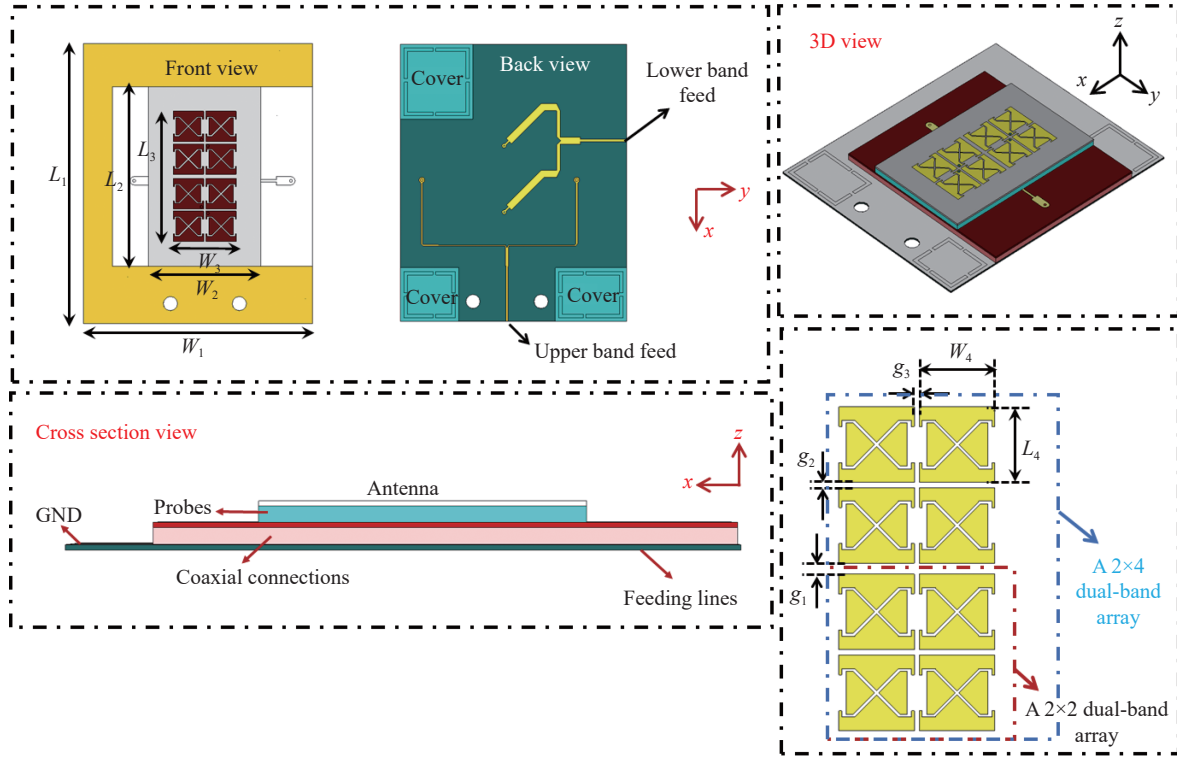 Front view
L1
L2
L3
W3
W2
W1
Cover
Back view
Lower band
feed
y
x
Cover
Cover
Upper band feed
3D view
z
x
y
Cross section view
z
x
Antenna
Probes
GND
Coaxial connections
Feeding lines
W4
g3
L4
g2
g1
A 2×4
dual-band
array
A 2×2 dual-band
array